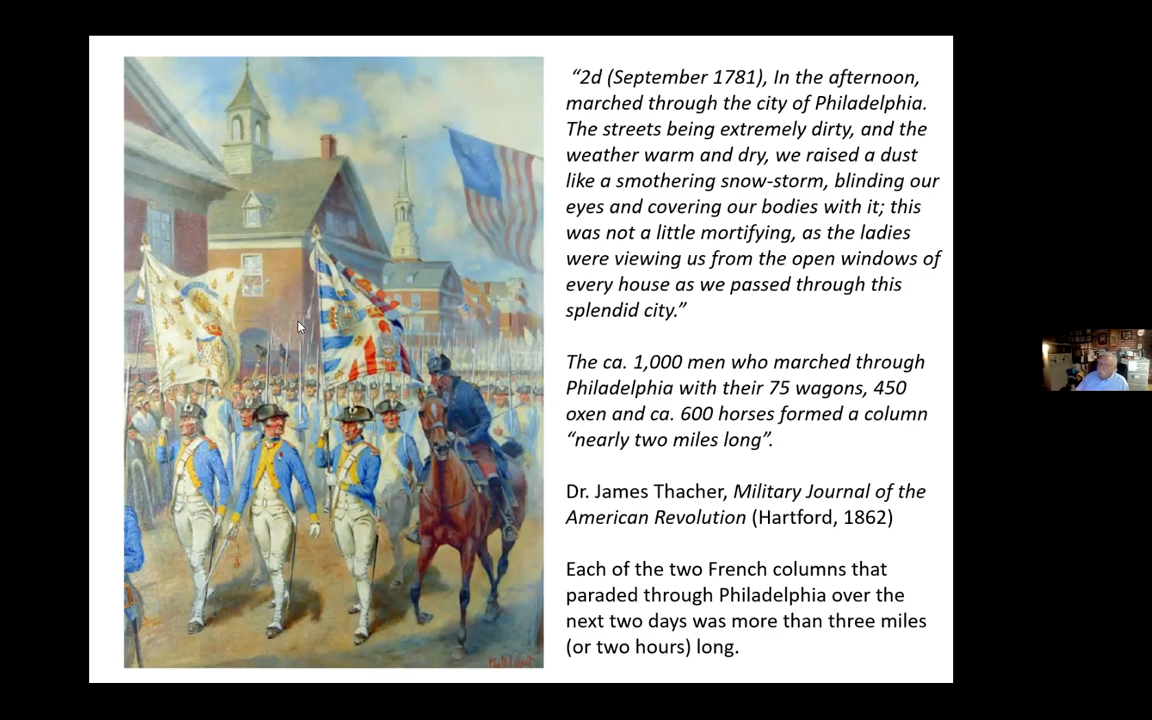 “2d (September 1781), In the afternoon,
marched through the city of Philadelphia.
The streets being extremely dirty, and the
weather warm and dry, we raised a dust
like a smothering snow-storm, blinding our
eyes and covering our bodies with it; this
was not a little mortifying, as the ladies
were viewing us from the open windows of
every house as we passed through this
splendid city.”
The ca. 1,000 men who marched through
Philadelphia with their 75 wagons, 450
oxen and ca. 600 horses formed a column
“nearly two miles long”.
Dr. James Thacher, Military Journal of the
American Revolution (Hartford, 1862)
Each of the two French columns that
paraded through Philadelphia over the
next two days was more than three miles
(or two hours) long.